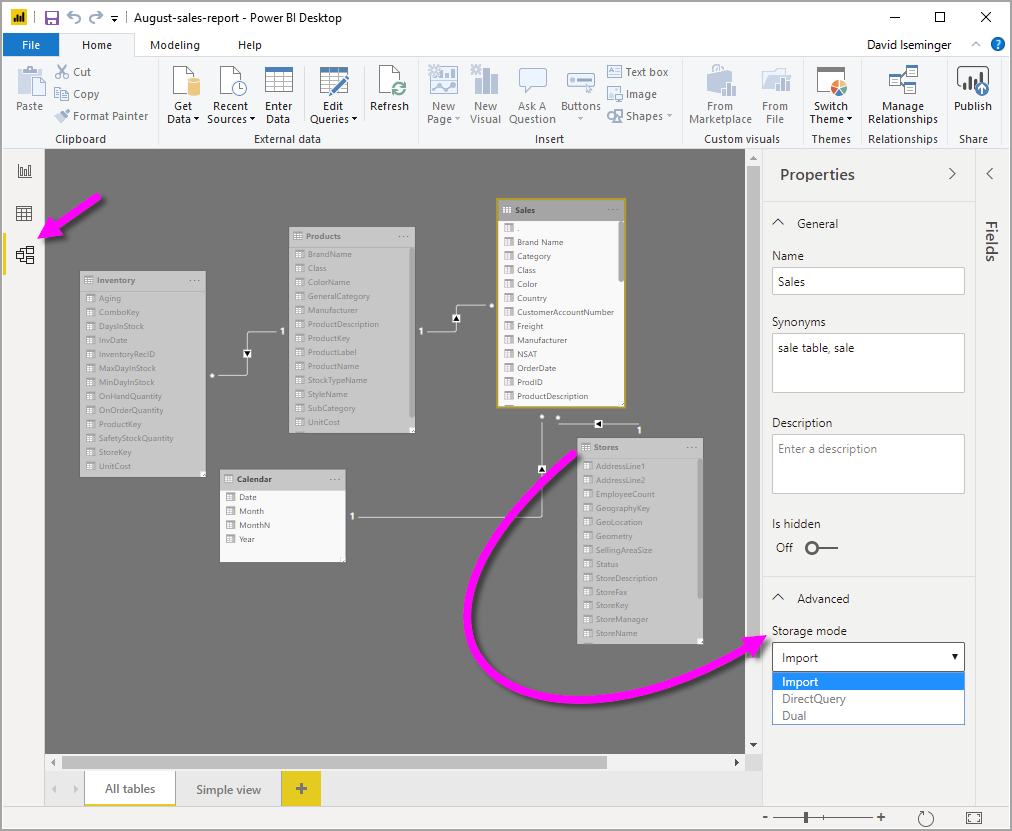 August-sales-report - Power BI Desktop
File Home Modeling Help
David Iseminger
?
Paste
Cut
Copy
Format Painter
Clipboard
Get Data
Recent Sources
Enter Data
Edit Queries
Refresh
External data
New Page
New Visual
Ask A Question
Buttons
Text box
Image
Shapes
Insert
From Marketplace
From File
Custom visuals
Switch Theme
Themes
Manage Relationships
Relationships
Publish
Share
Inventory
Aging
ComboKey
DaysInStock
InvDate
InventoryRecID
MaxDayInStock
MinDayInStock
OnHandQuantity
OnOrderQuantity
ProductKey
SafetyStockQuantity
StoreKey
UnitCost
1
Products
BrandName
Class
ColorName
GeneralCategory
Manufacturer
ProductDescription
ProductKey
ProductLabel
ProductName
StockTypeName
StyleName
SubCategory
UnitCost
1
Sales
.
Brand Name
Category
Class
Color
Country
CustomerAccountNumber
Freight
Manufacturer
NSAT
OrderDate
ProdID
ProductDescription
1
Calendar
Date
Month
MonthN
Year
1
Stores
AddressLine1
AddressLine2
EmployeeCount
GeographyKey
GeoLocation
Geometry
SellingAreaSize
Status
StoreDescription
StoreFax
StoreKey
StoreManager
StoreName
Properties
General
Name
Sales
Synonyms
sale table, sale
Description
Enter a description
Is hidden
Off
Advanced
Storage mode
Import
Import
DirectQuery
Dual
Fields
All tables
Simple view
+
- +